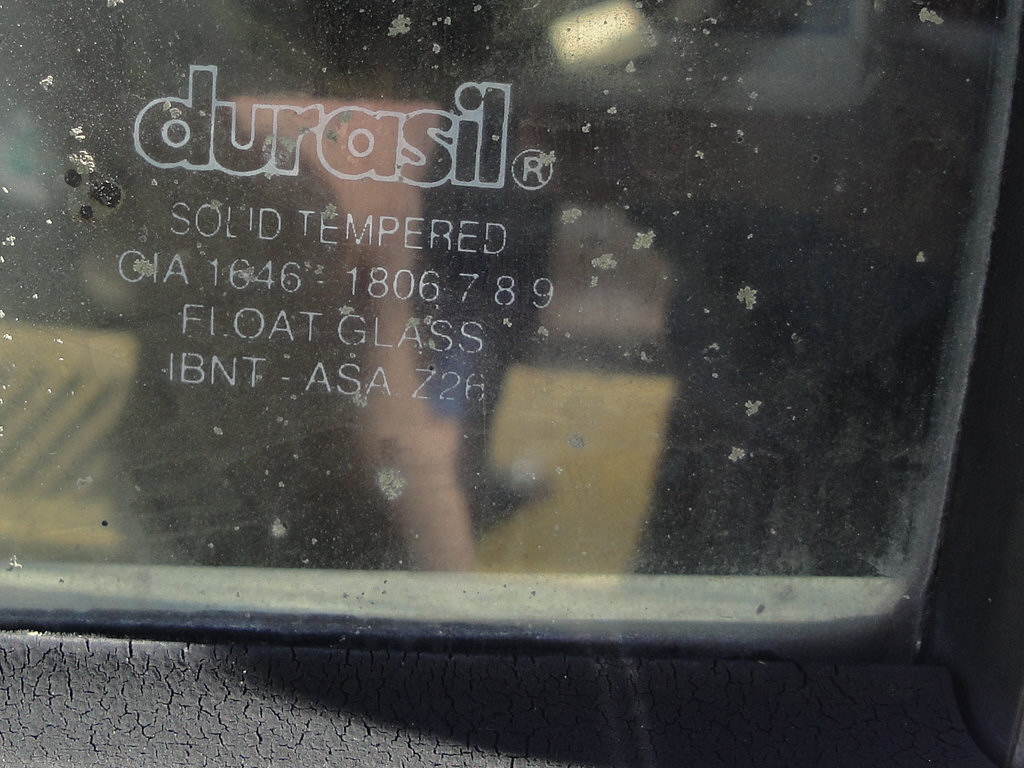 durasil®
SOLID TEMPERED
CIA 1646 - 1806 7 8 9
FLOAT GLASS
IBNT - ASA Z26